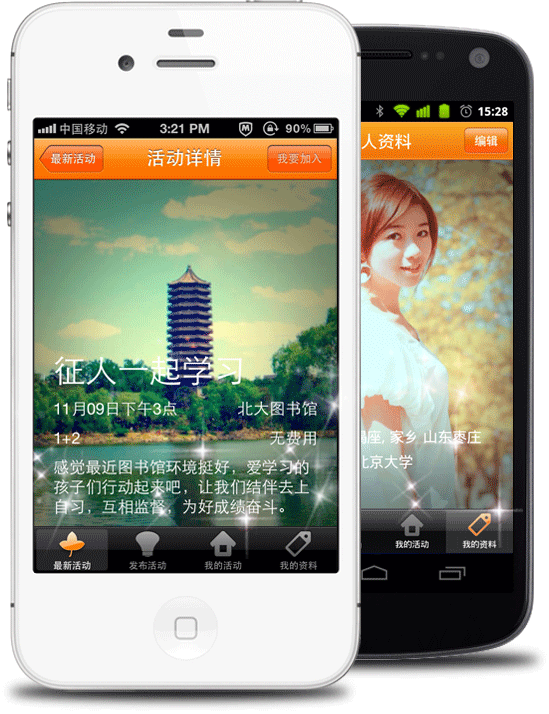 中国移动 3:21 PM 90%
最新活动 活动详情 我要加入
征人一起学习
11月09日下午3点 北大图书馆
1+2 无费用
感觉最近图书馆环境挺好，爱学习的
孩子们行动起来吧，让我们结伴去上
自习，互相监督，为好成绩奋斗。
最新活动 发布活动 我的活动 我的资料
15:28
人资料 编辑
座, 家乡 山东枣庄
北京大学
我的活动 我的资料